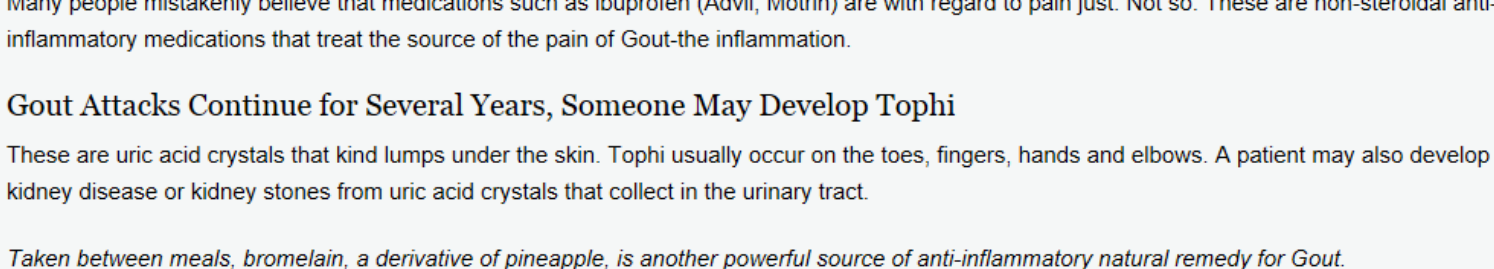 Many people mistakenly believe that medications such as ibuprofen (Advil, Motrin) are with regard to pain just. Not so. These are non-steroidal anti-
inflammatory medications that treat the source of the pain of Gout-the inflammation.
Gout Attacks Continue for Several Years, Someone May Develop Tophi
These are uric acid crystals that kind lumps under the skin. Tophi usually occur on the toes, fingers, hands and elbows. A patient may also develop
kidney disease or kidney stones from uric acid crystals that collect in the urinary tract.
Taken between meals, bromelain, a derivative of pineapple, is another powerful source of anti-inflammatory natural remedy for Gout.